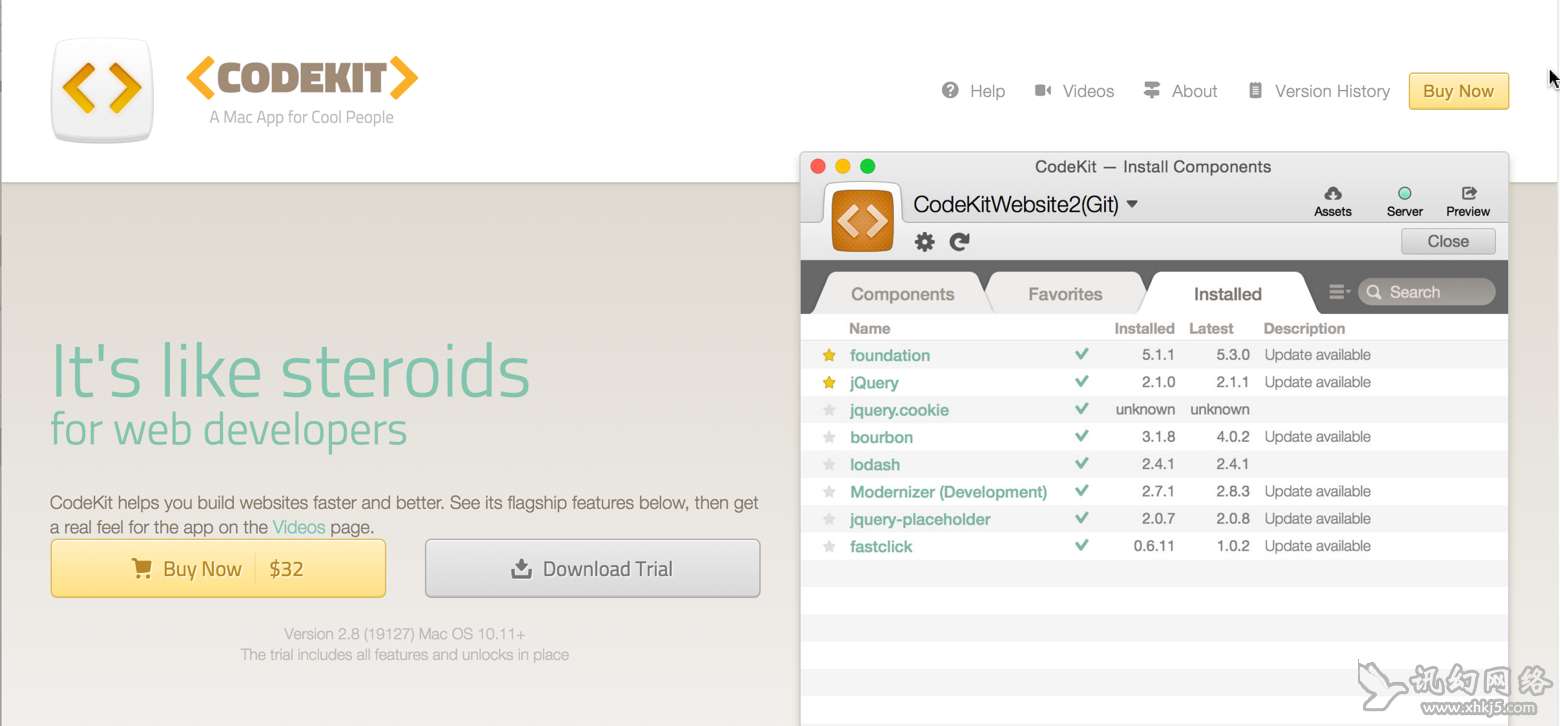 CODEKIT
A Mac App for Cool People
Help Videos About Version History Buy Now
It's like steroids
for web developers
CodeKit helps you build websites faster and better. See its flagship features below, then get
a real feel for the app on the Videos page.
Buy Now $32
Download Trial
Version 2.8 (19127) Mac OS 10.11+
The trial includes all features and unlocks in place
CodeKit — Install Components
CodeKitWebsite2(Git)
Assets Server Preview
Close
Components Favorites Installed Search
Name Installed Latest Description
foundation 5.1.1 5.3.0 Update available
jQuery 2.1.0 2.1.1 Update available
jquery.cookie unknown unknown
bourbon 3.1.8 4.0.2 Update available
lodash 2.4.1 2.4.1
Modernizer (Development) 2.7.1 2.8.3 Update available
jquery-placeholder 2.0.7 2.0.8 Update available
fastclick 0.6.11 1.0.2 Update available
讯幻网络
www.xhkj5.com